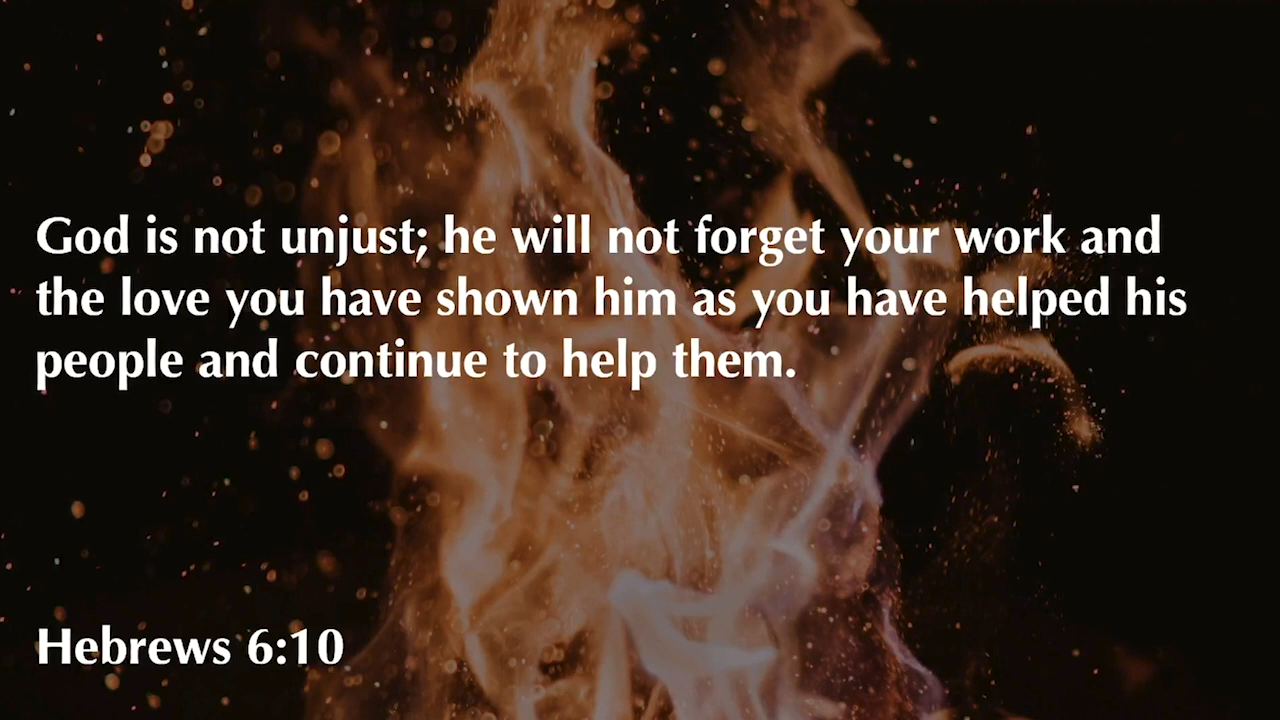 God is not unjust; he will not forget your work and
the love you have shown him as you have helped his
people and continue to help them.
Hebrews 6:10